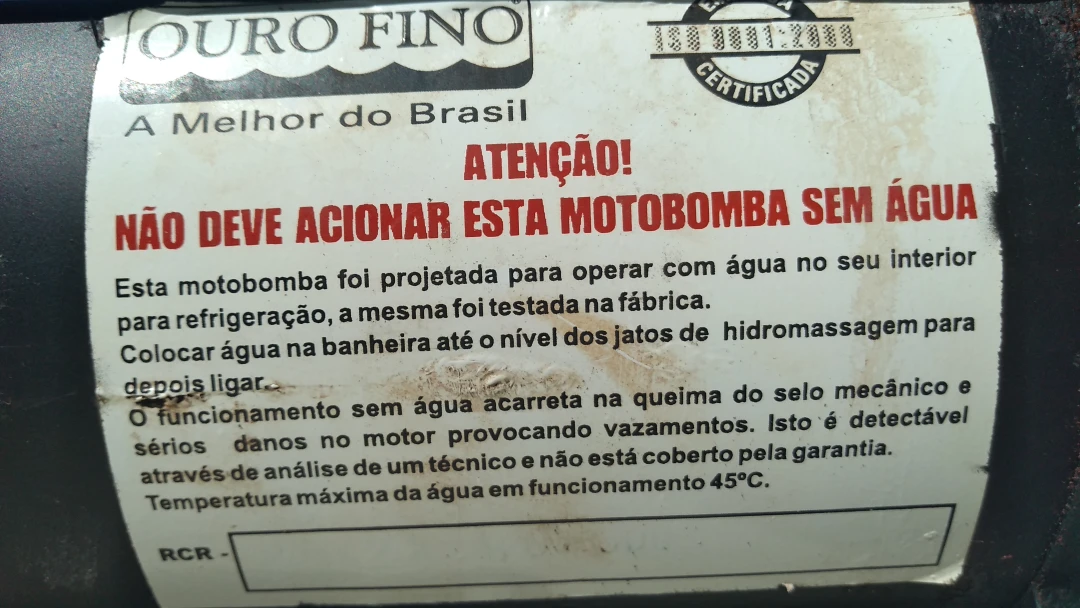 OURO FINO®
A Melhor do Brasil
ISO 9001:2000
CERTIFICADA
ATENÇÃO!
NÃO DEVE ACIONAR ESTA MOTOBOMBA SEM ÁGUA
Esta motobomba foi projetada para operar com água no seu interior
para refrigeração, a mesma foi testada na fábrica.
Colocar água na banheira até o nível dos jatos de hidromassagem para
depois ligar.
O funcionamento sem água acarreta na queima do selo mecânico e
sérios danos no motor provocando vazamentos. Isto é detectável
através de análise de um técnico e não está coberto pela garantia.
Temperatura máxima da água em funcionamento 45ºC.
RCR -